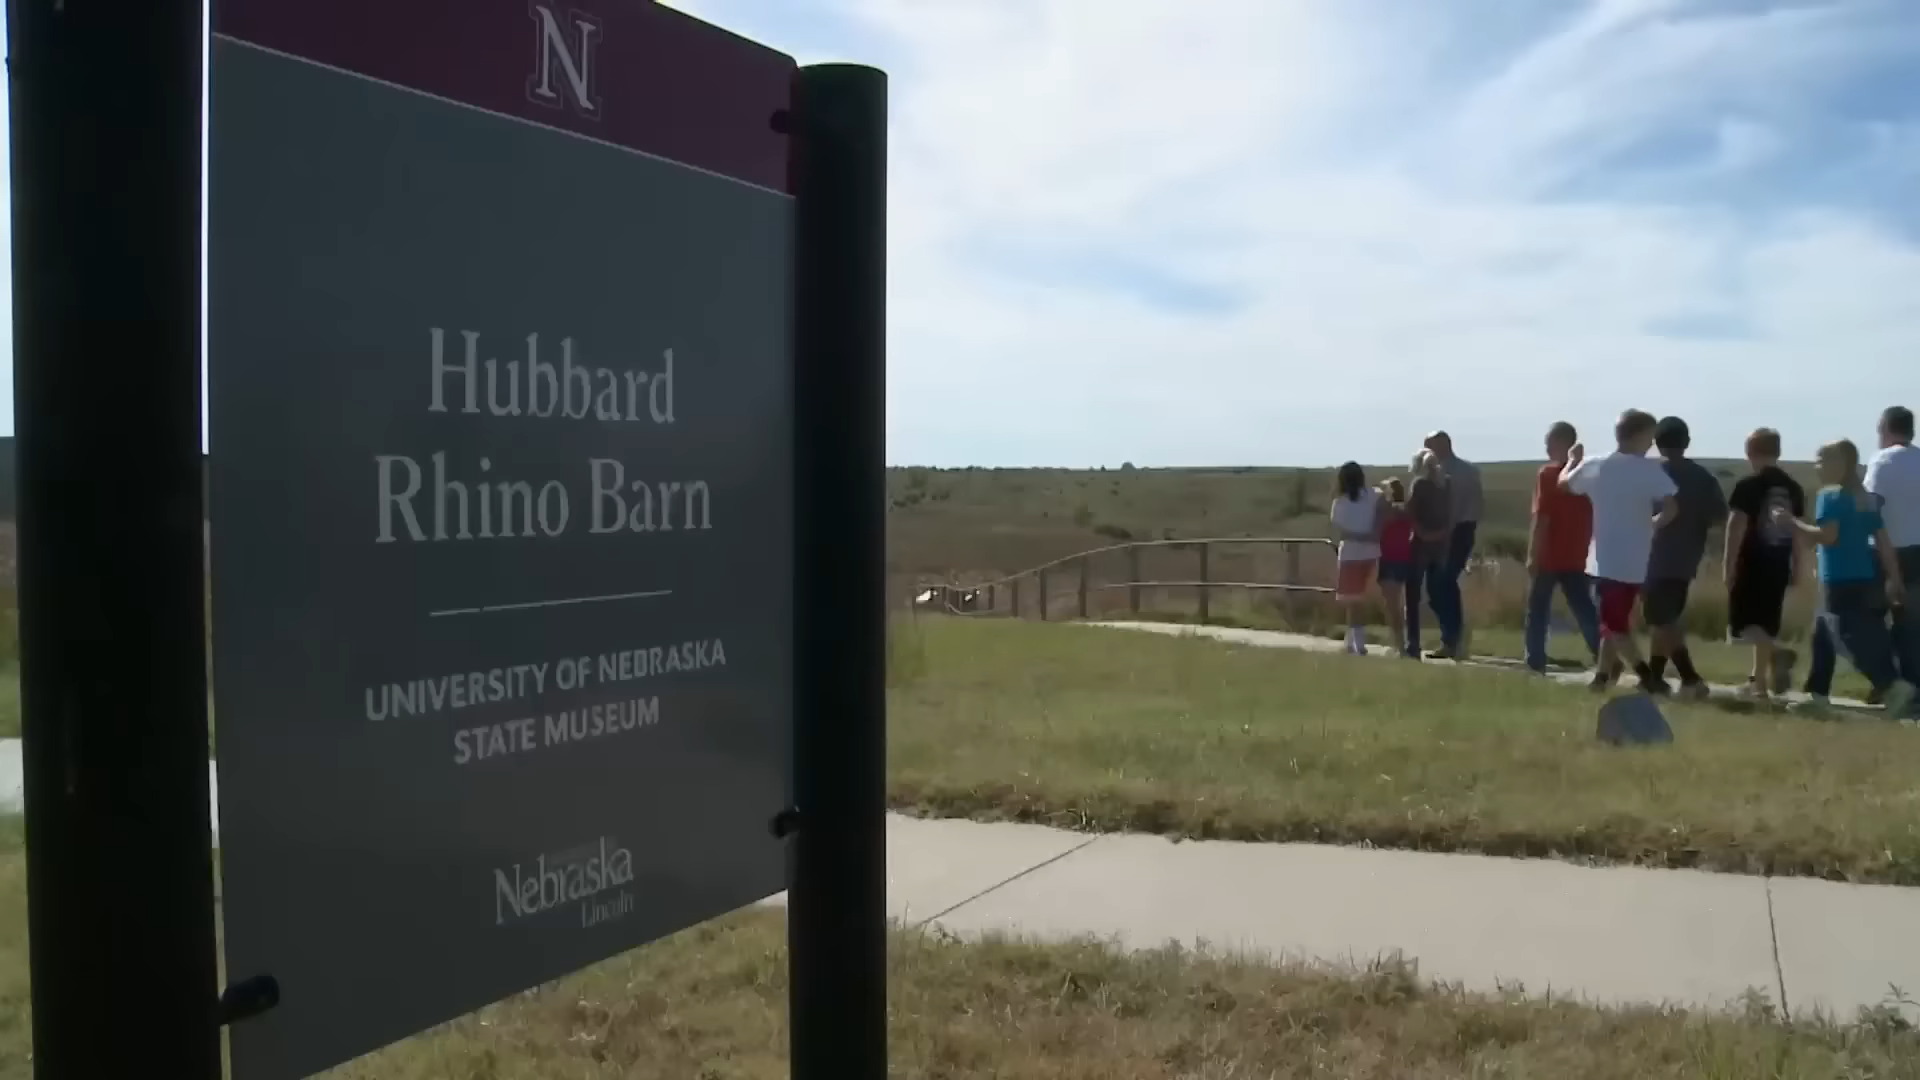 N
Hubbard
Rhino Barn
UNIVERSITY OF NEBRASKA
STATE MUSEUM
Nebraska
Lincoln